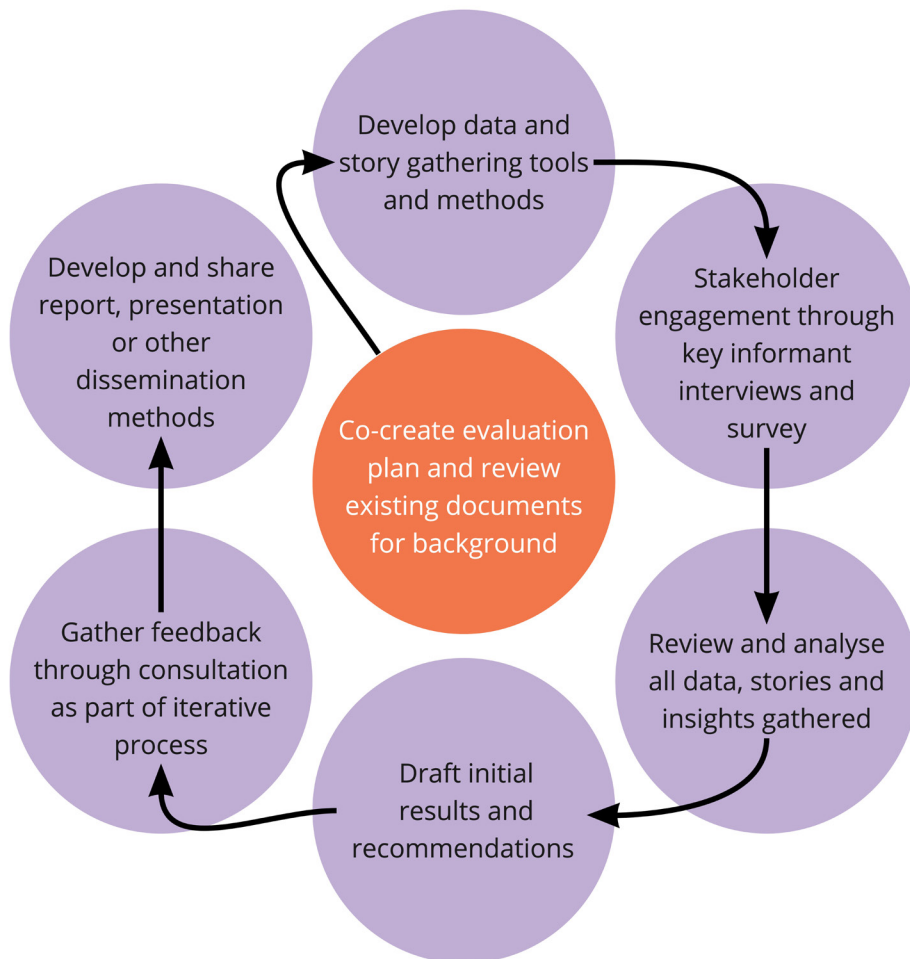 Develop data and
story gathering tools
and methods
Stakeholder
engagement through
key informant
interviews and
survey
Review and analyse
all data, stories and
insights gathered
Draft initial
results and
recommendations
Gather feedback
through consultation
as part of iterative
process
Develop and share
report, presentation
or other
dissemination
methods
Co-create evaluation
plan and review
existing documents
for background